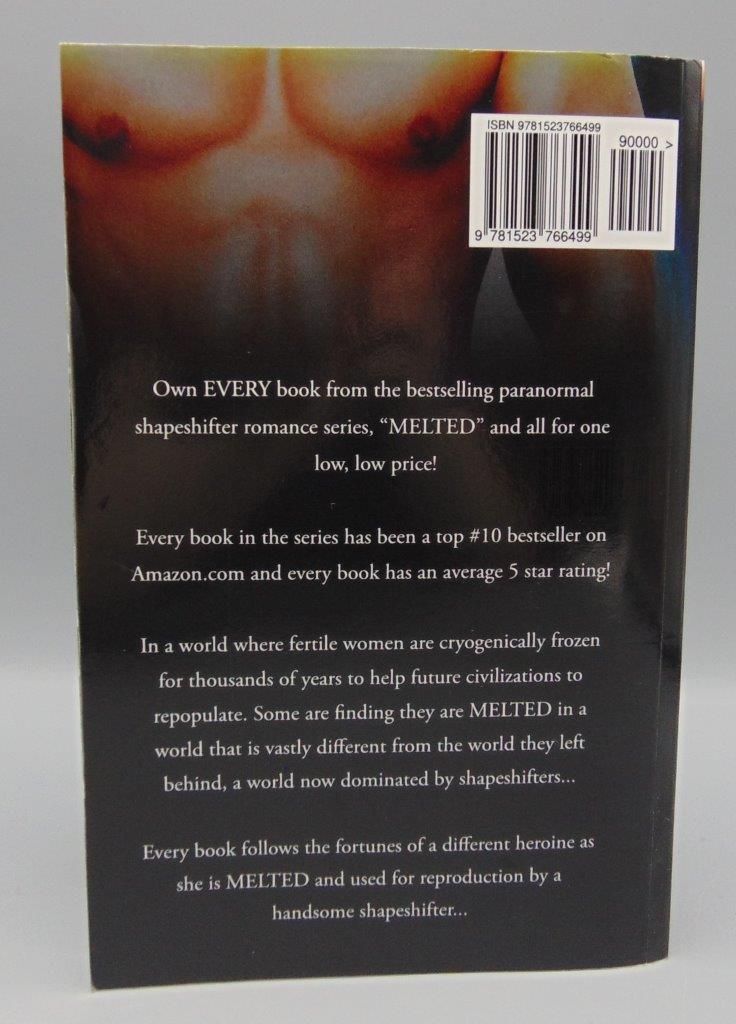 ISBN 9781523766499
90000 >
9 781523 766499
Own EVERY book from the bestselling paranormal
shapeshifter romance series, “MELTED” and all for one
low, low price!
Every book in the series has been a top #10 bestseller on
Amazon.com and every book has an average 5 star rating!
In a world where fertile women are cryogenically frozen
for thousands of years to help future civilizations to
repopulate. Some are finding they are MELTED in a
world that is vastly different from the world they left
behind, a world now dominated by shapeshifters...
Every book follows the fortunes of a different heroine as
she is MELTED and used for reproduction by a
handsome shapeshifter...